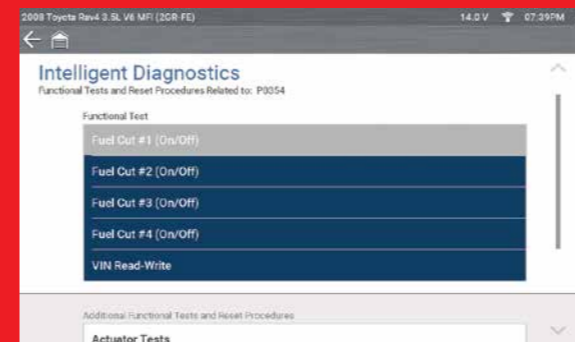 2008 Toyota Rav4 3.5L V6 MFI (2GR-FE) 14.0 V 07:39PM
Intelligent Diagnostics
Functional Tests and Reset Procedures Related to: P0354
Functional Test
Fuel Cut #1 (On/Off)
Fuel Cut #2 (On/Off)
Fuel Cut #3 (On/Off)
Fuel Cut #4 (On/Off)
VIN Read-Write
Additional Functional Tests and Reset Procedures
Actuator Tests